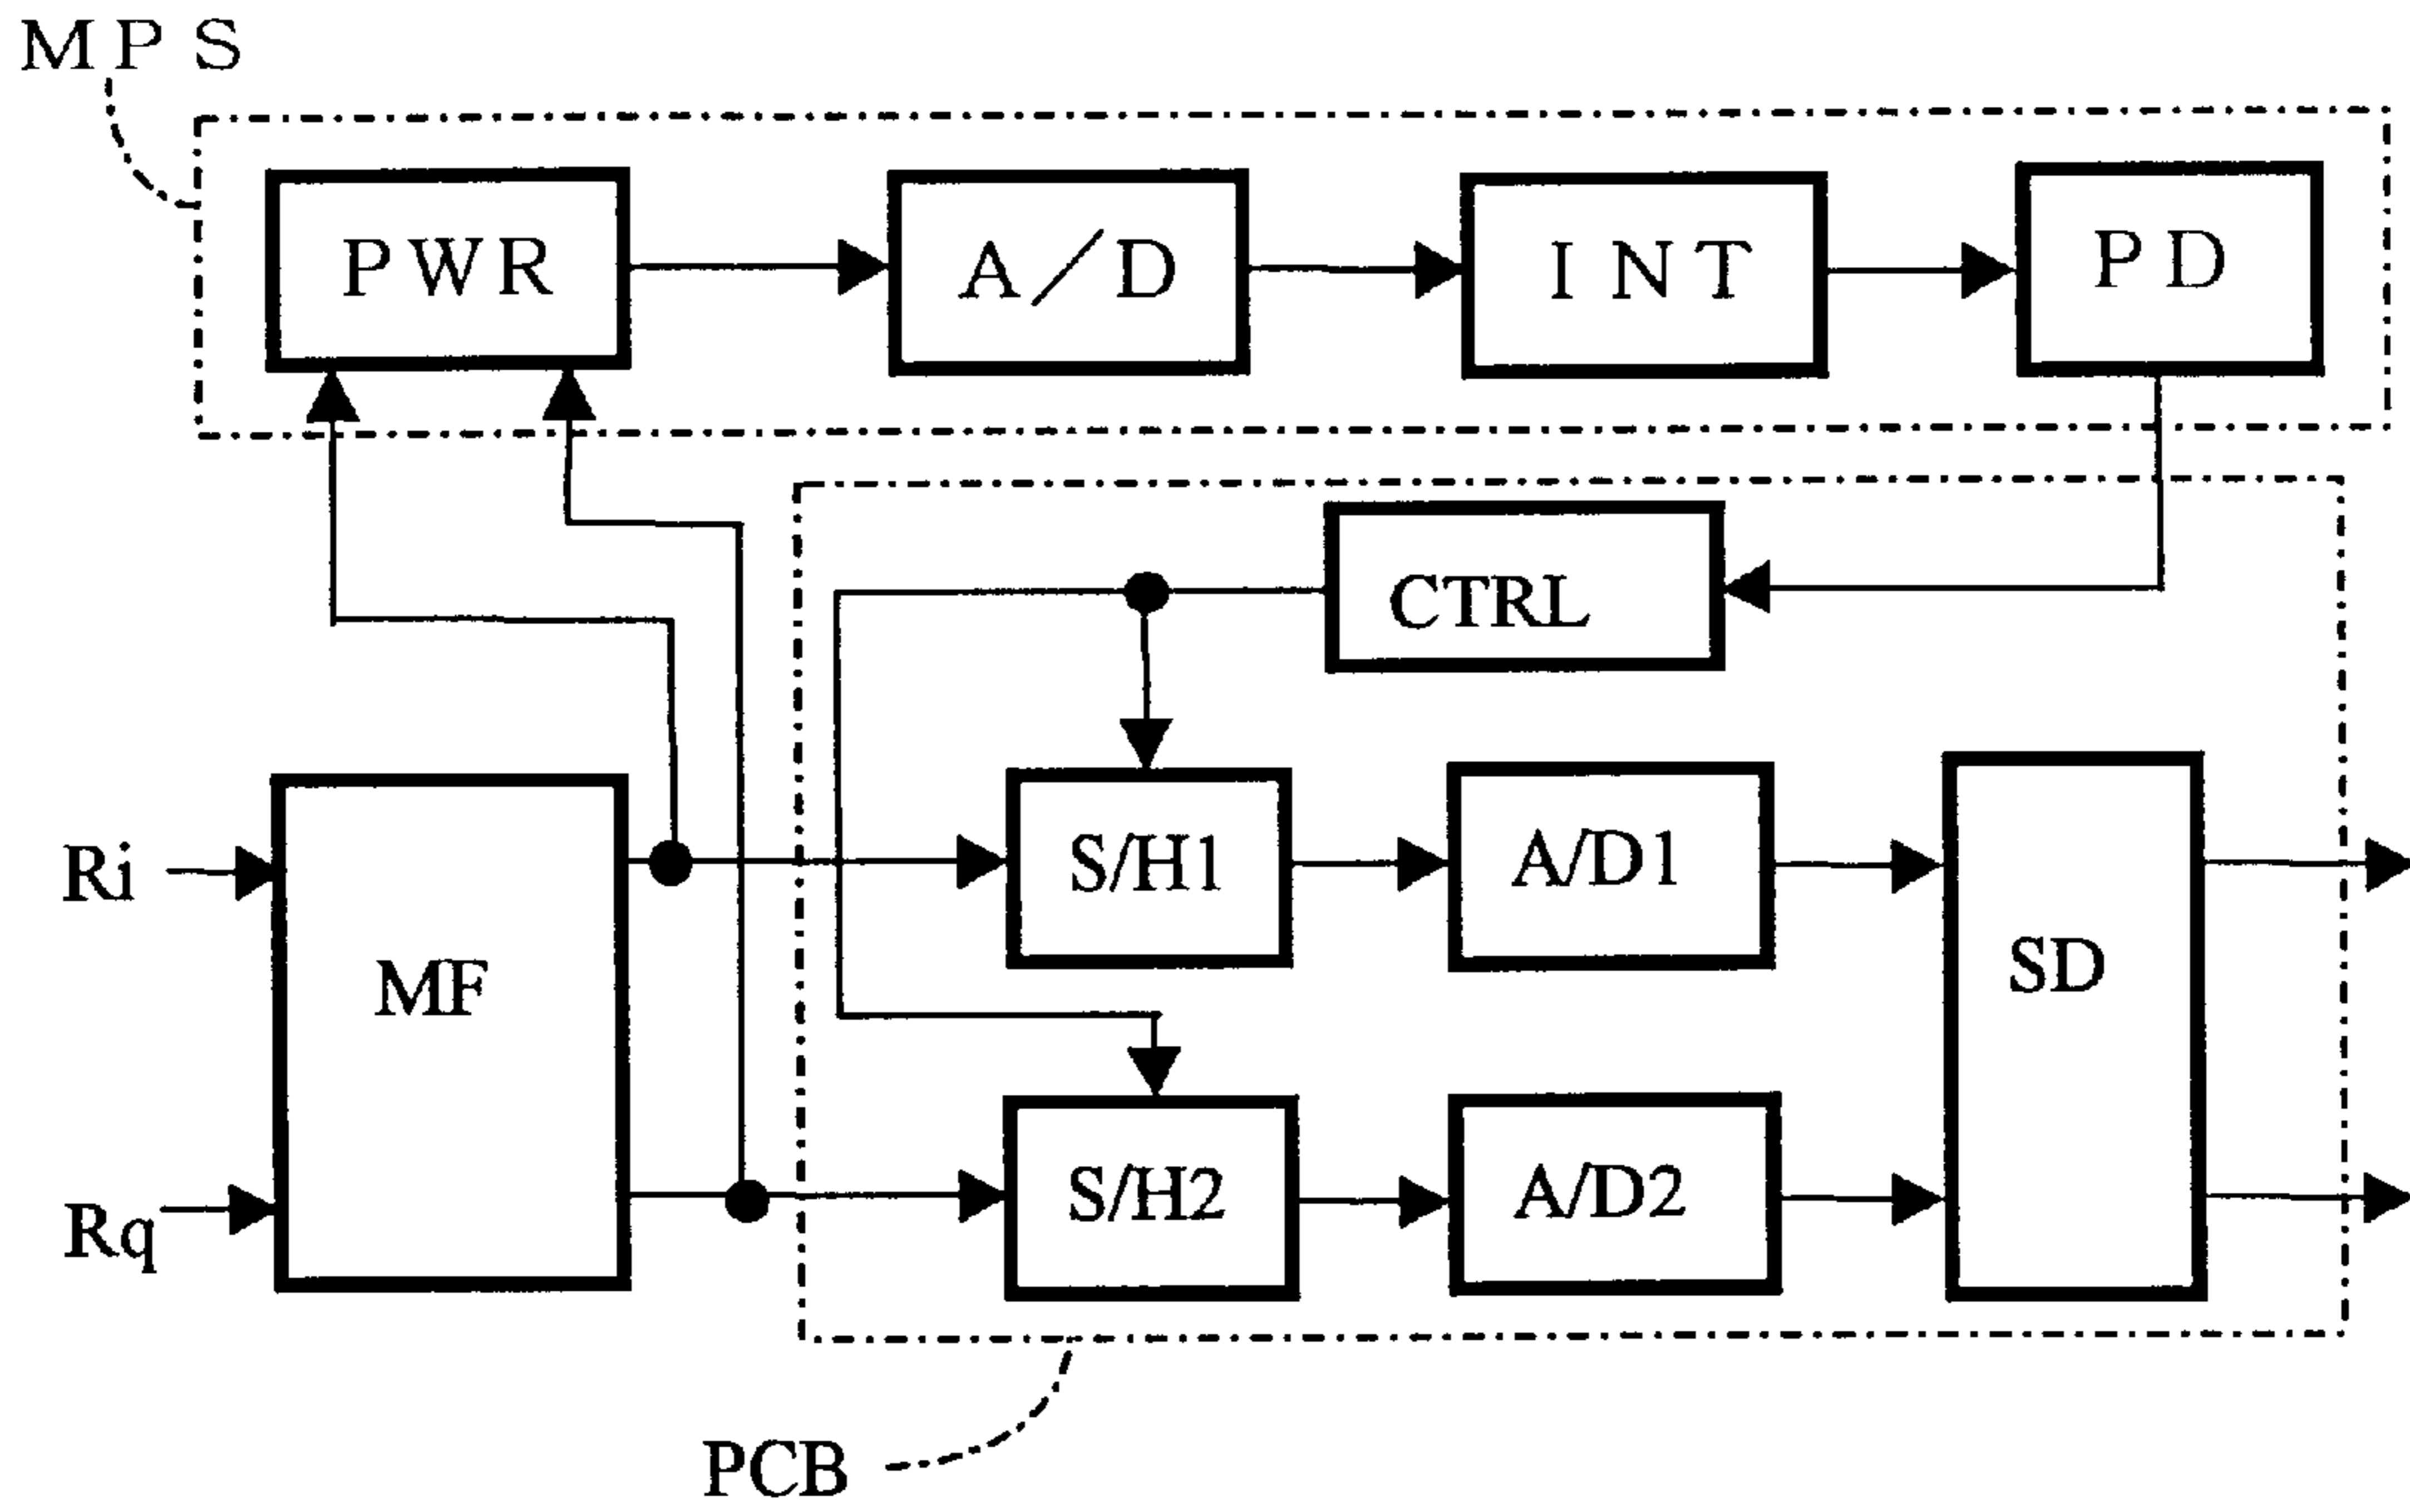 MPS
PWR
A/D
INT
PD
CTRL
Ri
MF
S/H1
A/D1
SD
Rq
S/H2
A/D2
PCB